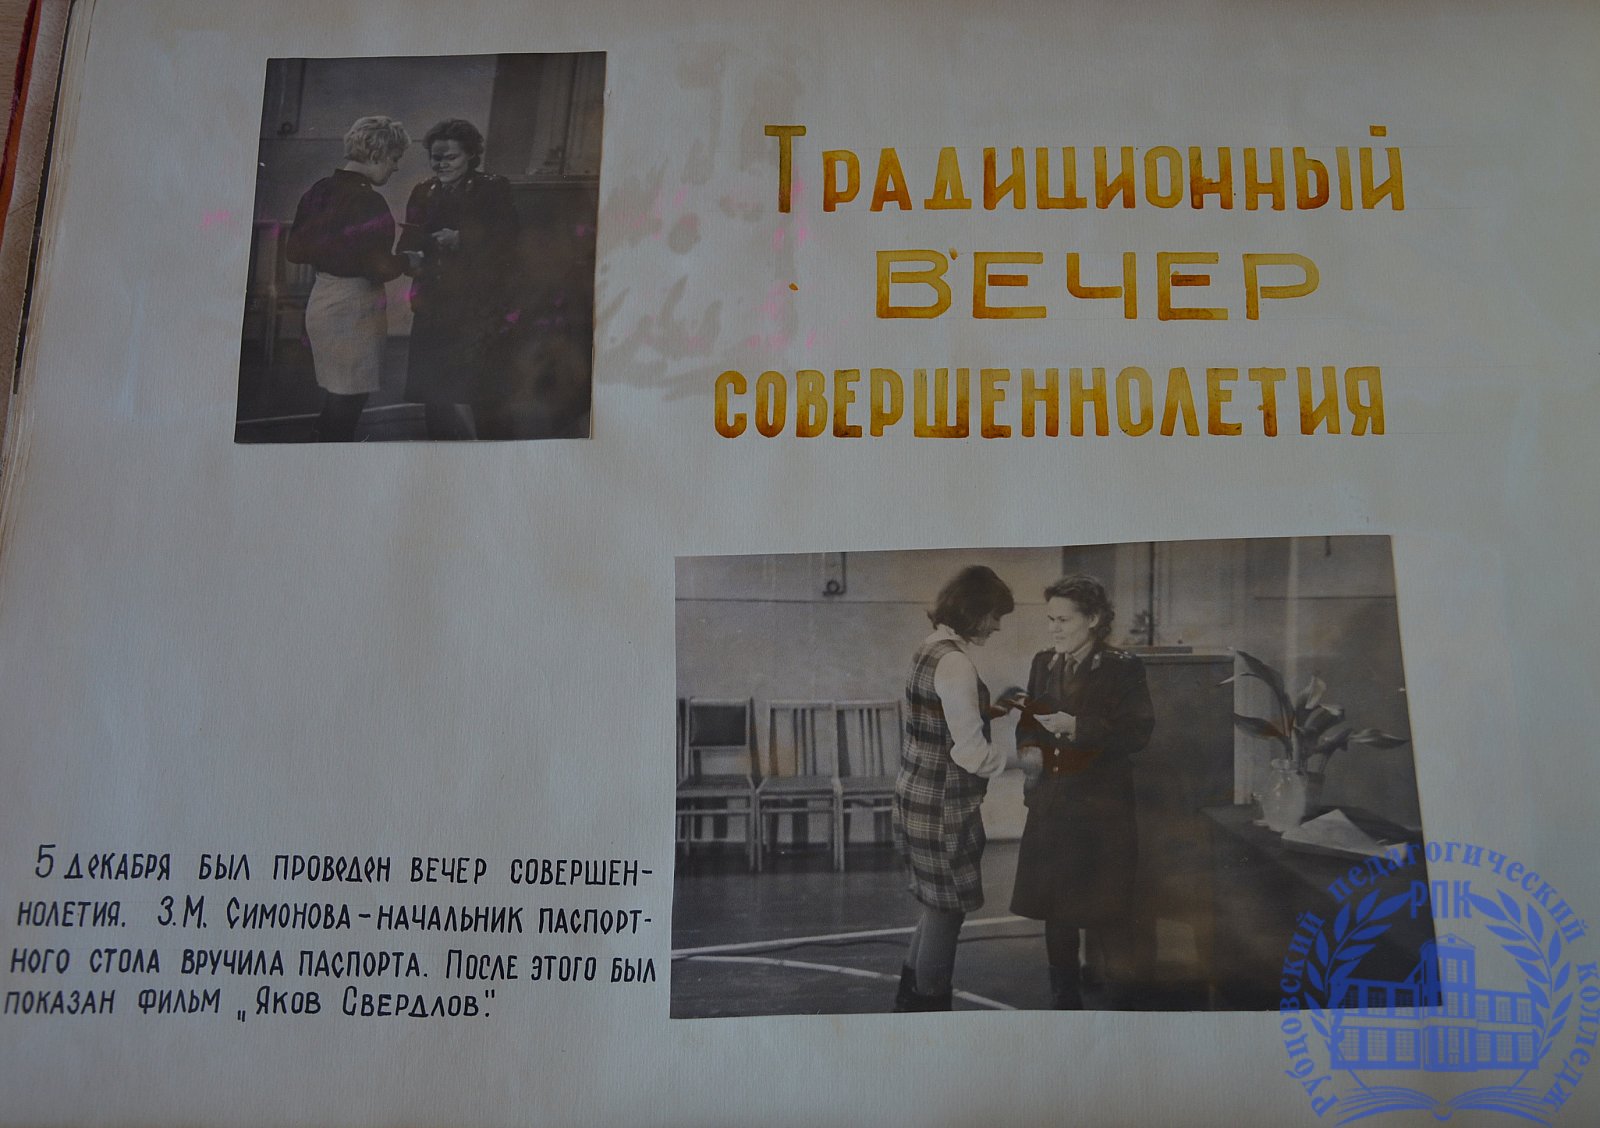 Традиционный
ВЕЧЕР
СОВЕРШЕННОЛЕТИЯ
5 декабря был проведен вечер совершен-
нолетия. З.М. Симонова – начальник паспорт-
ного стола вручила паспорта. После этого был
показан фильм „Яков Свердлов".
Рубцовский педагогический колледж
РПК